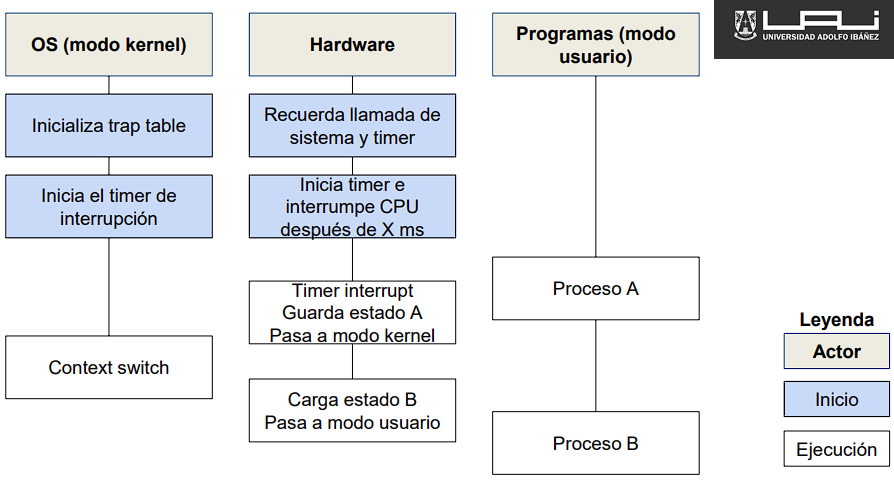 OS (modo kernel)
Hardware
Programas (modo
usuario)
UAI
UNIVERSIDAD ADOLFO IBÁÑEZ
Inicializa trap table
Recuerda llamada de
sistema y timer
Inicia el timer de
interrupción
Inicia timer e
interrumpe CPU
después de X ms
Timer interrupt
Guarda estado A
Pasa a modo kernel
Proceso A
Context switch
Carga estado B
Pasa a modo usuario
Proceso B
Leyenda
Actor
Inicio
Ejecución